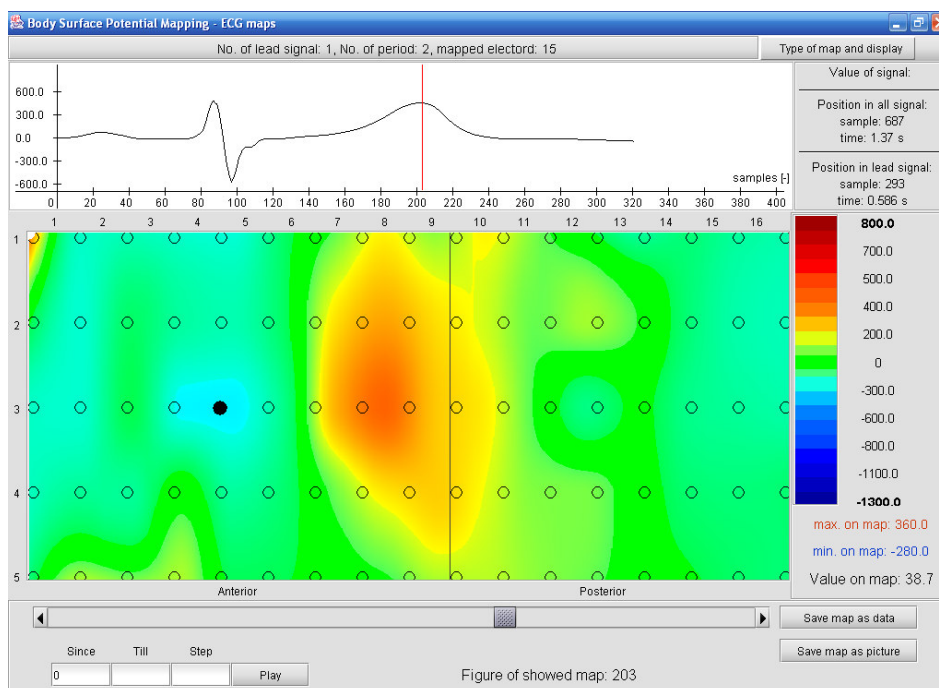 Body Surface Potential Mapping - ECG maps
No. of lead signal: 1, No. of period: 2, mapped electord: 15
Type of map and display
600.0
300.0
0.0
-300.0
-600.0
samples [-]
0 20 40 60 80 100 120 140 160 180 200 220 240 260 280 300 320 340 360 380 400
Value of signal:
Position in all signal:
sample: 687
time: 1.37 s
Position in lead signal:
sample: 293
time: 0.586 s
1 2 3 4 5 6 7 8 9 10 11 12 13 14 15 16
1
2
3
4
5
Anterior Posterior
800.0
700.0
500.0
400.0
200.0
0
-300.0
-600.0
-800.0
-1100.0
-1300.0
max. on map: 360.0
min. on map: -280.0
Value on map: 38.7
Save map as data
Save map as picture
Since Till Step
0 Play
Figure of showed map: 203